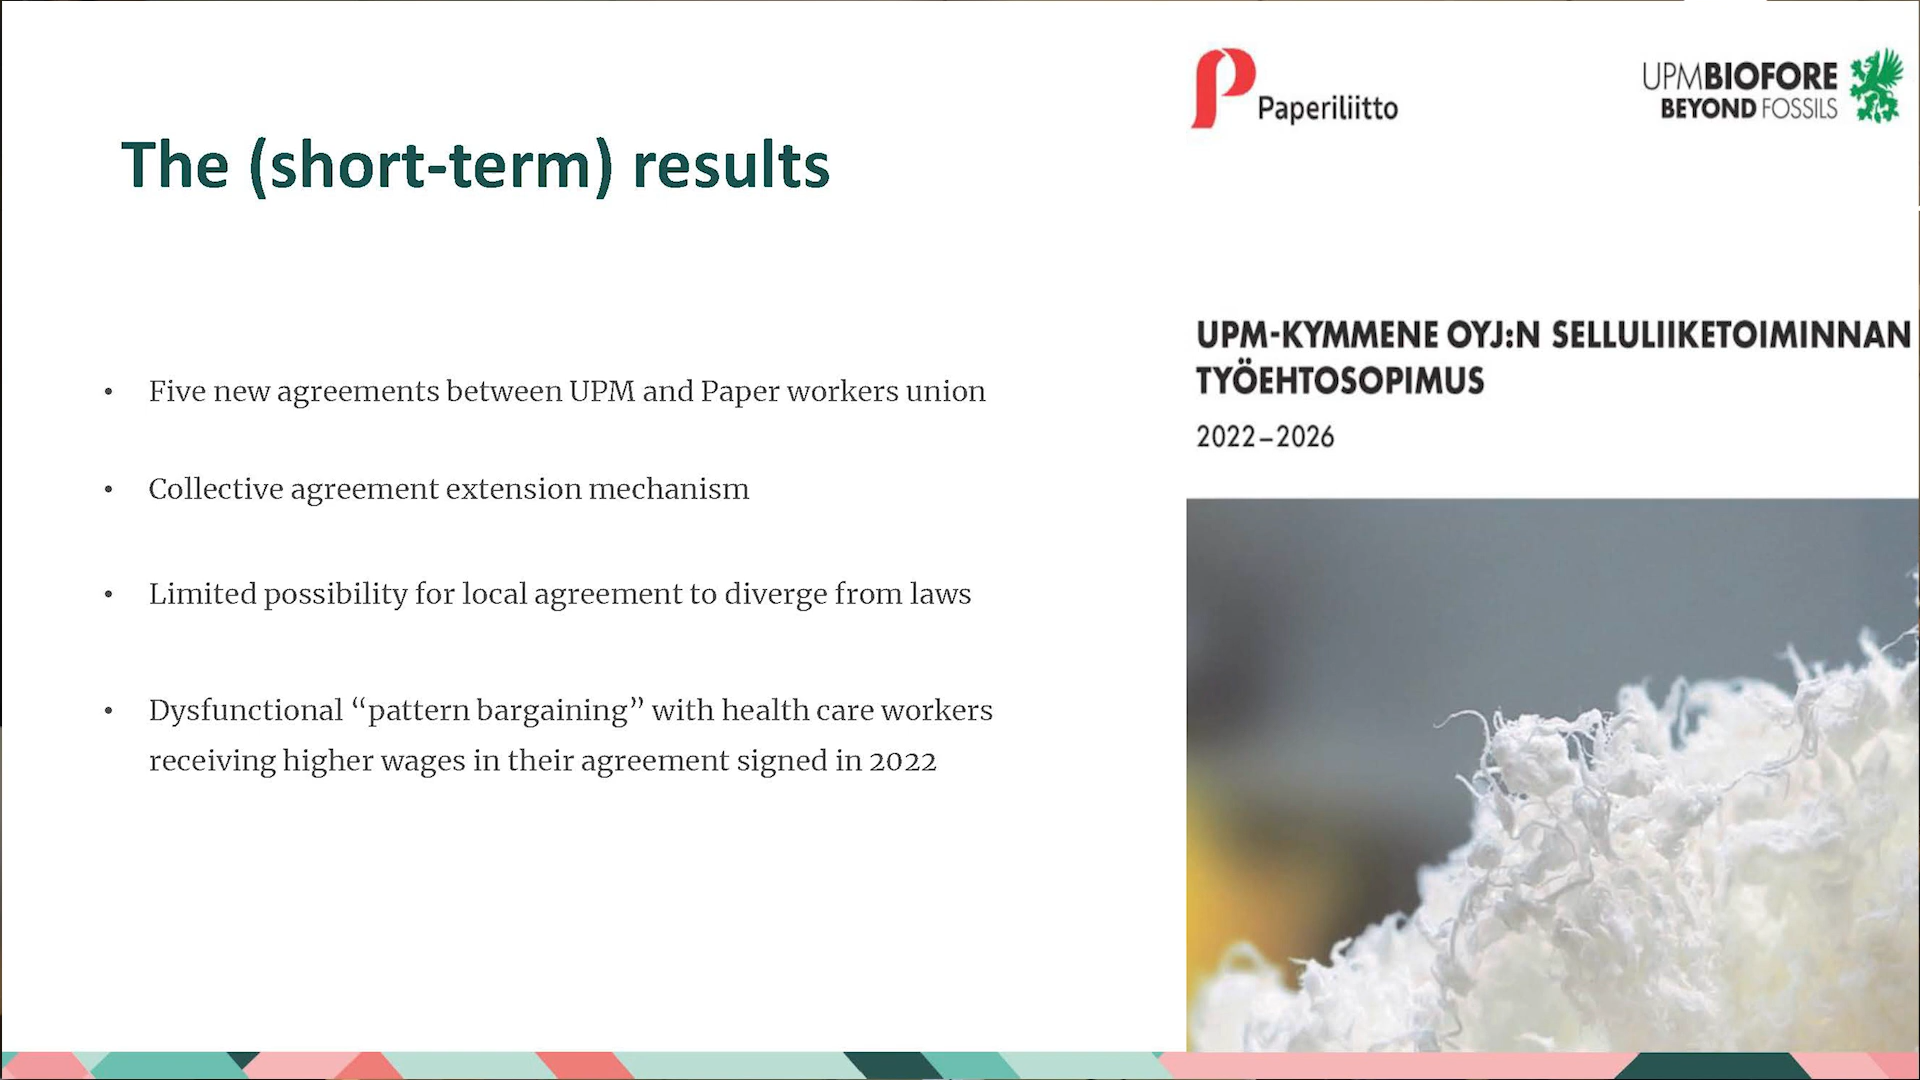 The (short-term) results
• Five new agreements between UPM and Paper workers union
• Collective agreement extension mechanism
• Limited possibility for local agreement to diverge from laws
• Dysfunctional “pattern bargaining” with health care workers
receiving higher wages in their agreement signed in 2022
Paperiliitto
UPMBIOFORE
BEYOND FOSSILS
UPM-KYMMENE OYJ:N SELLULIIKETOIMINNAN
TYÖEHTOSOPIMUS
2022–2026